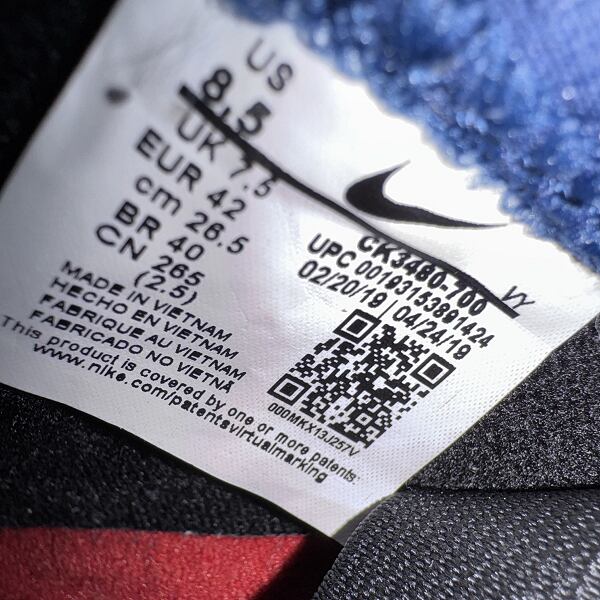 US
8.5
UK 7.5
EUR 42
cm 26.5
BR 40
CN 265
(2.5)
MADE IN VIETNAM
HECHO EN VIETNAM
FABRIQUE AU VIETNAM
FABRICADO NO VIETNÃ
This product is covered by one or more patents:
www.nike.com/patentsvirtualmarking
CK3480-700
VY
UPC 00193153891424
02/20/19 04/24/19
000MKX13J257V